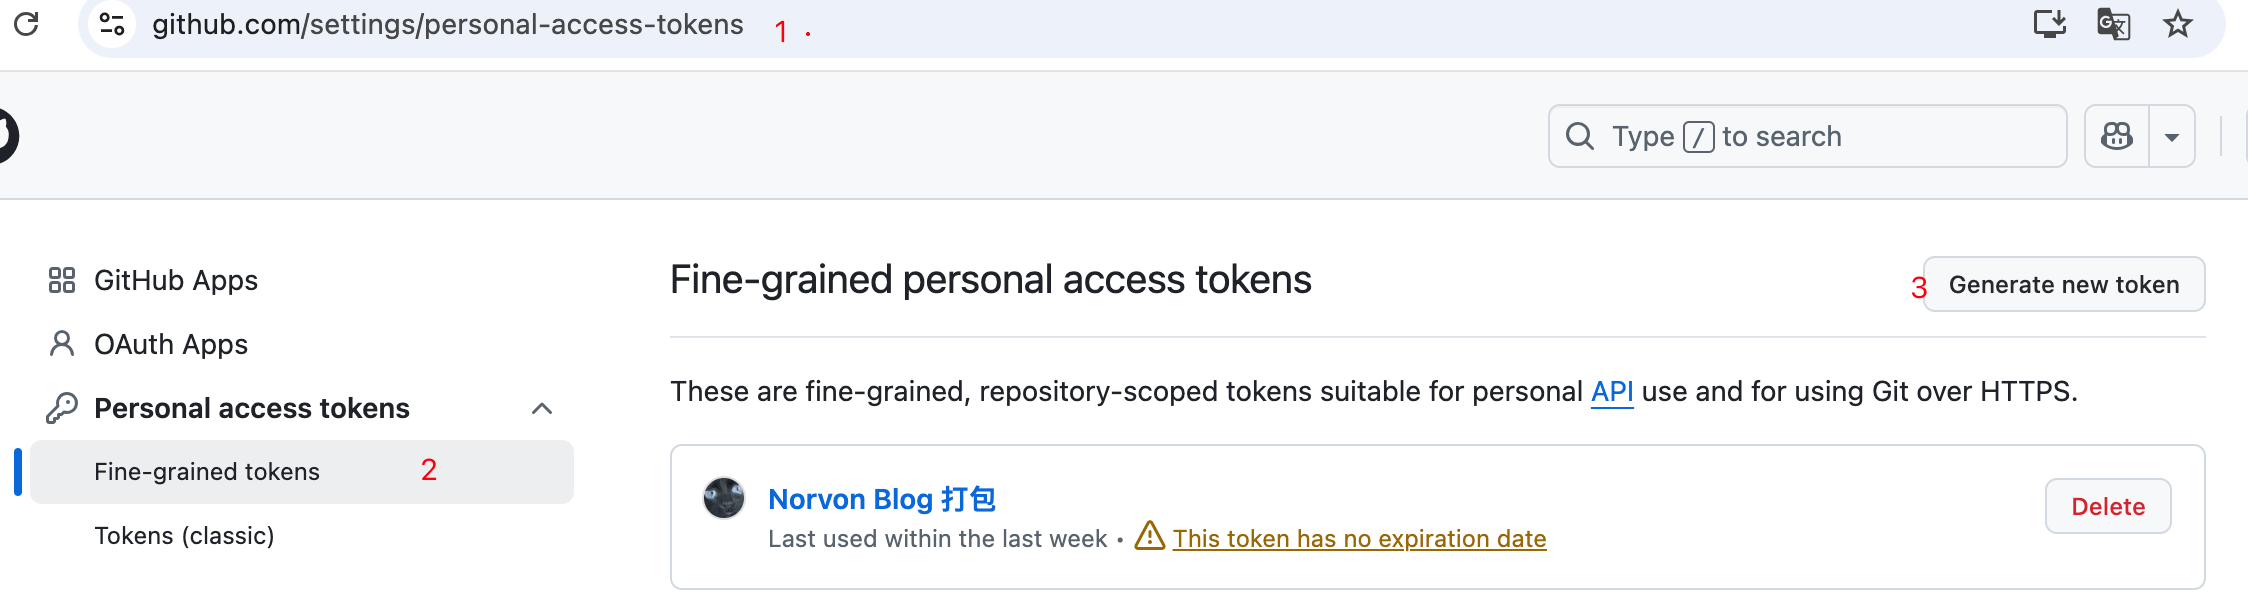 github.com/settings/personal-access-tokens 1 .
Type / to search
GitHub Apps
OAuth Apps
Personal access tokens
Fine-grained tokens 2
Tokens (classic)
Fine-grained personal access tokens
3 Generate new token
These are fine-grained, repository-scoped tokens suitable for personal API use and for using Git over HTTPS.
Norvon Blog 打包
Last used within the last week • This token has no expiration date
Delete